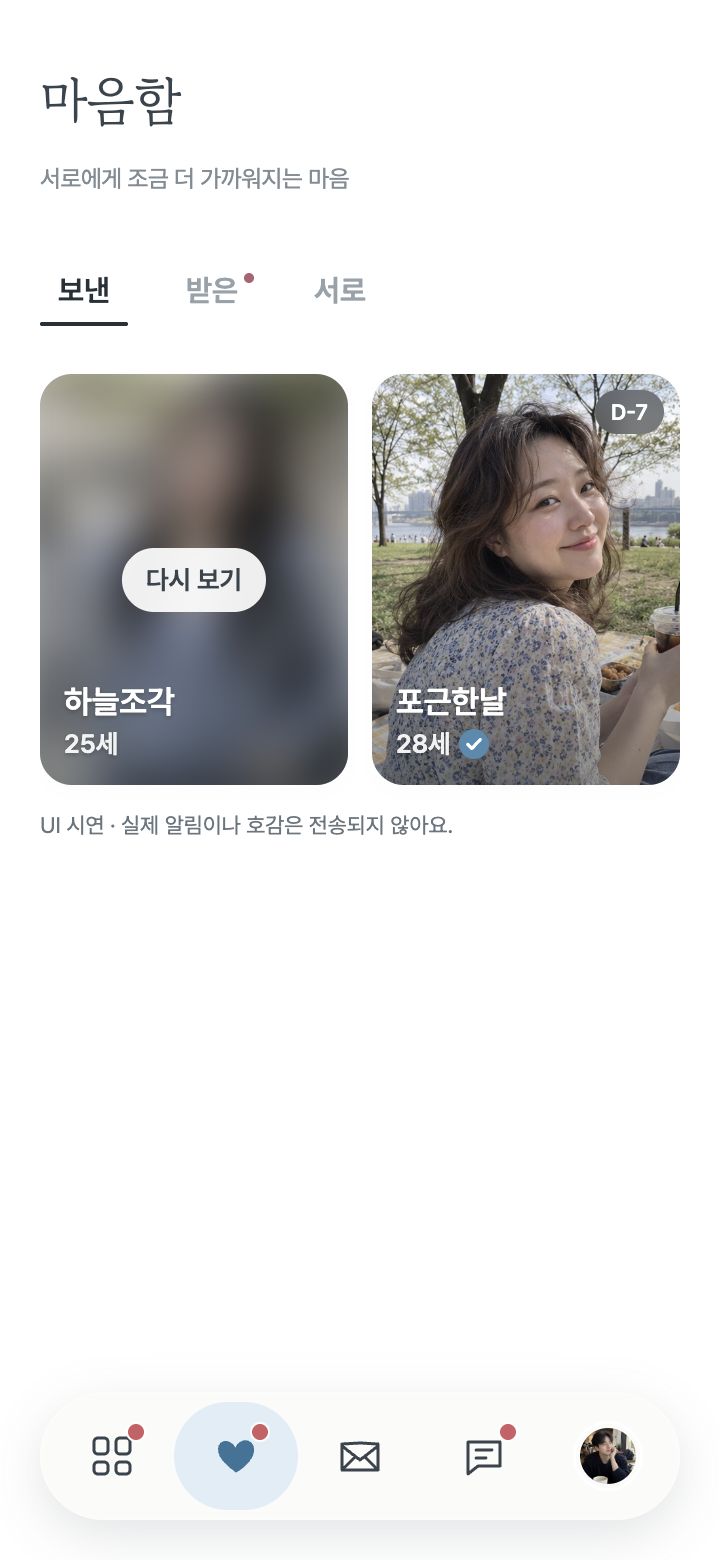 마음함
서로에게 조금 더 가까워지는 마음
보낸 받은 서로
다시 보기
하늘조각
25세
D-7
포근한날
28세
UI 시연 · 실제 알림이나 호감은 전송되지 않아요.